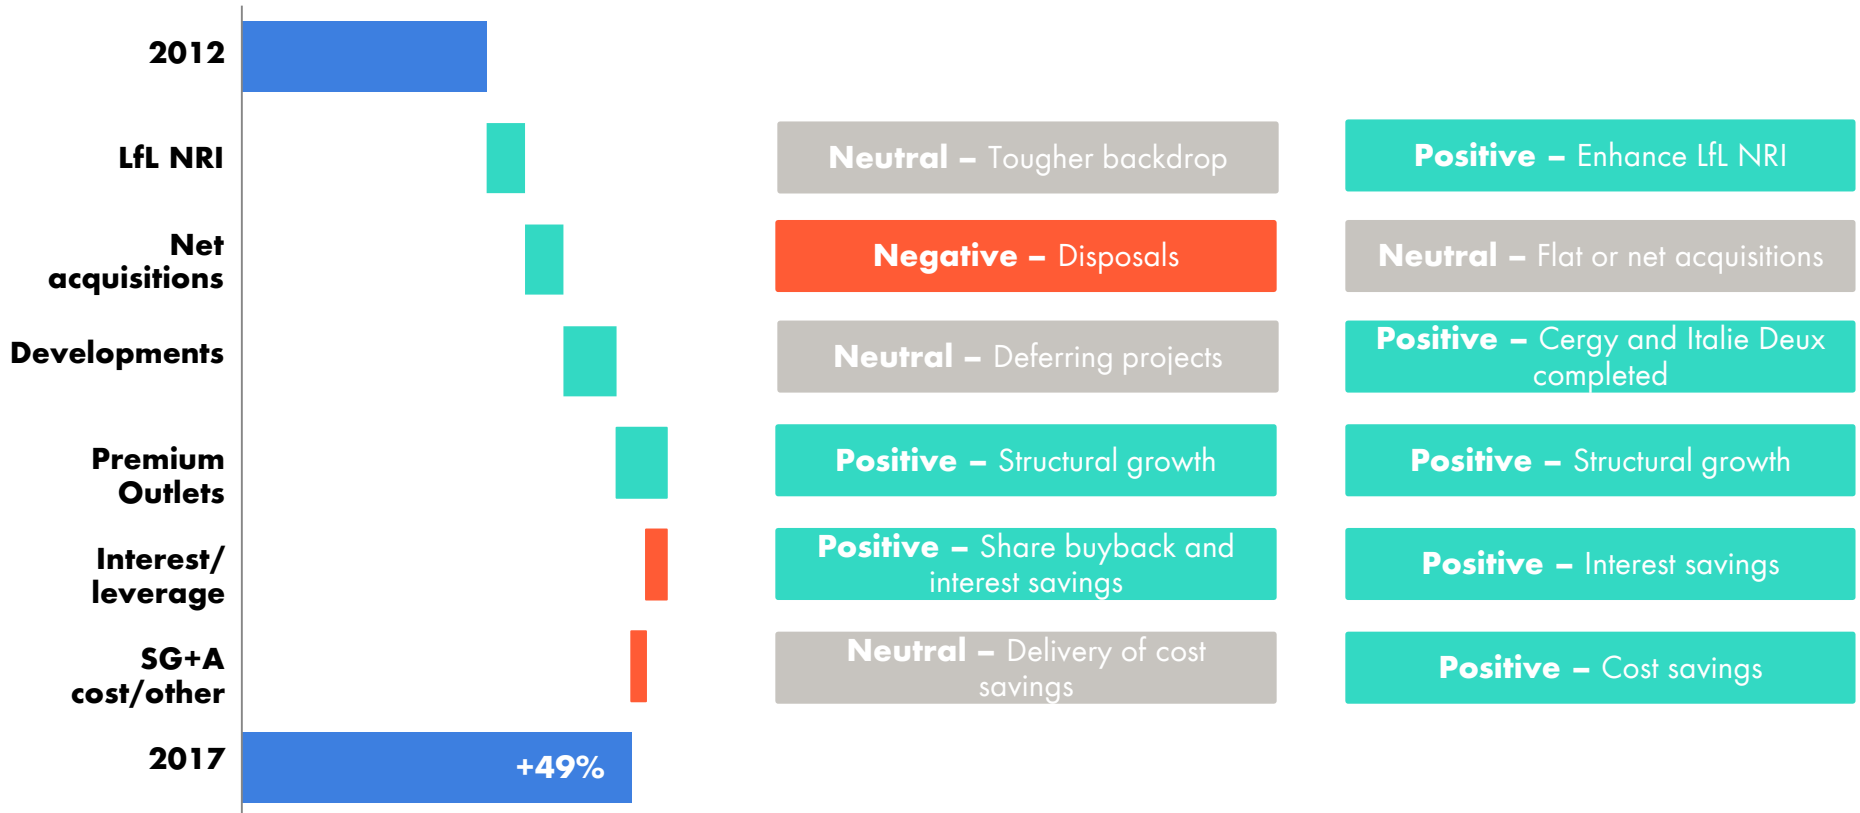 2012
LfL NRI
Neutral – Tougher backdrop
Positive – Enhance LfL NRI
Net
acquisitions
Negative – Disposals
Neutral – Flat or net acquisitions
Developments
Neutral – Deferring projects
Positive – Cergy and Italie Deux
completed
Premium
Outlets
Positive – Structural growth
Positive – Structural growth
Interest/
leverage
Positive – Share buyback and
interest savings
Positive – Interest savings
SG+A
cost/other
Neutral – Delivery of cost
savings
Positive – Cost savings
2017
+49%